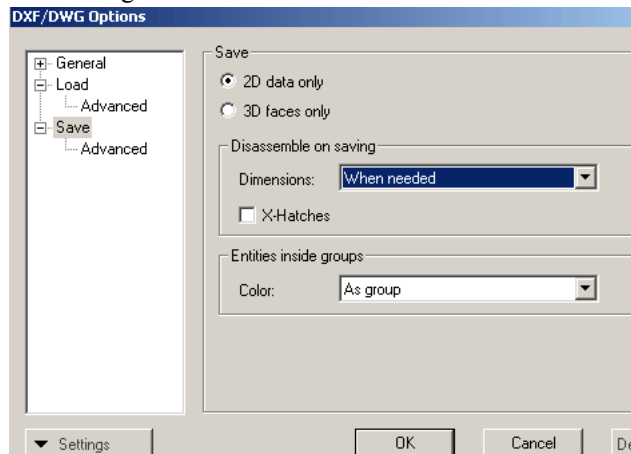 DXF/DWG Options
General
Load
Advanced
Save
Advanced
Save
2D data only
3D faces only
Disassemble on saving
Dimensions: When needed
X-Hatches
Entities inside groups
Color: As group
Settings
OK
Cancel